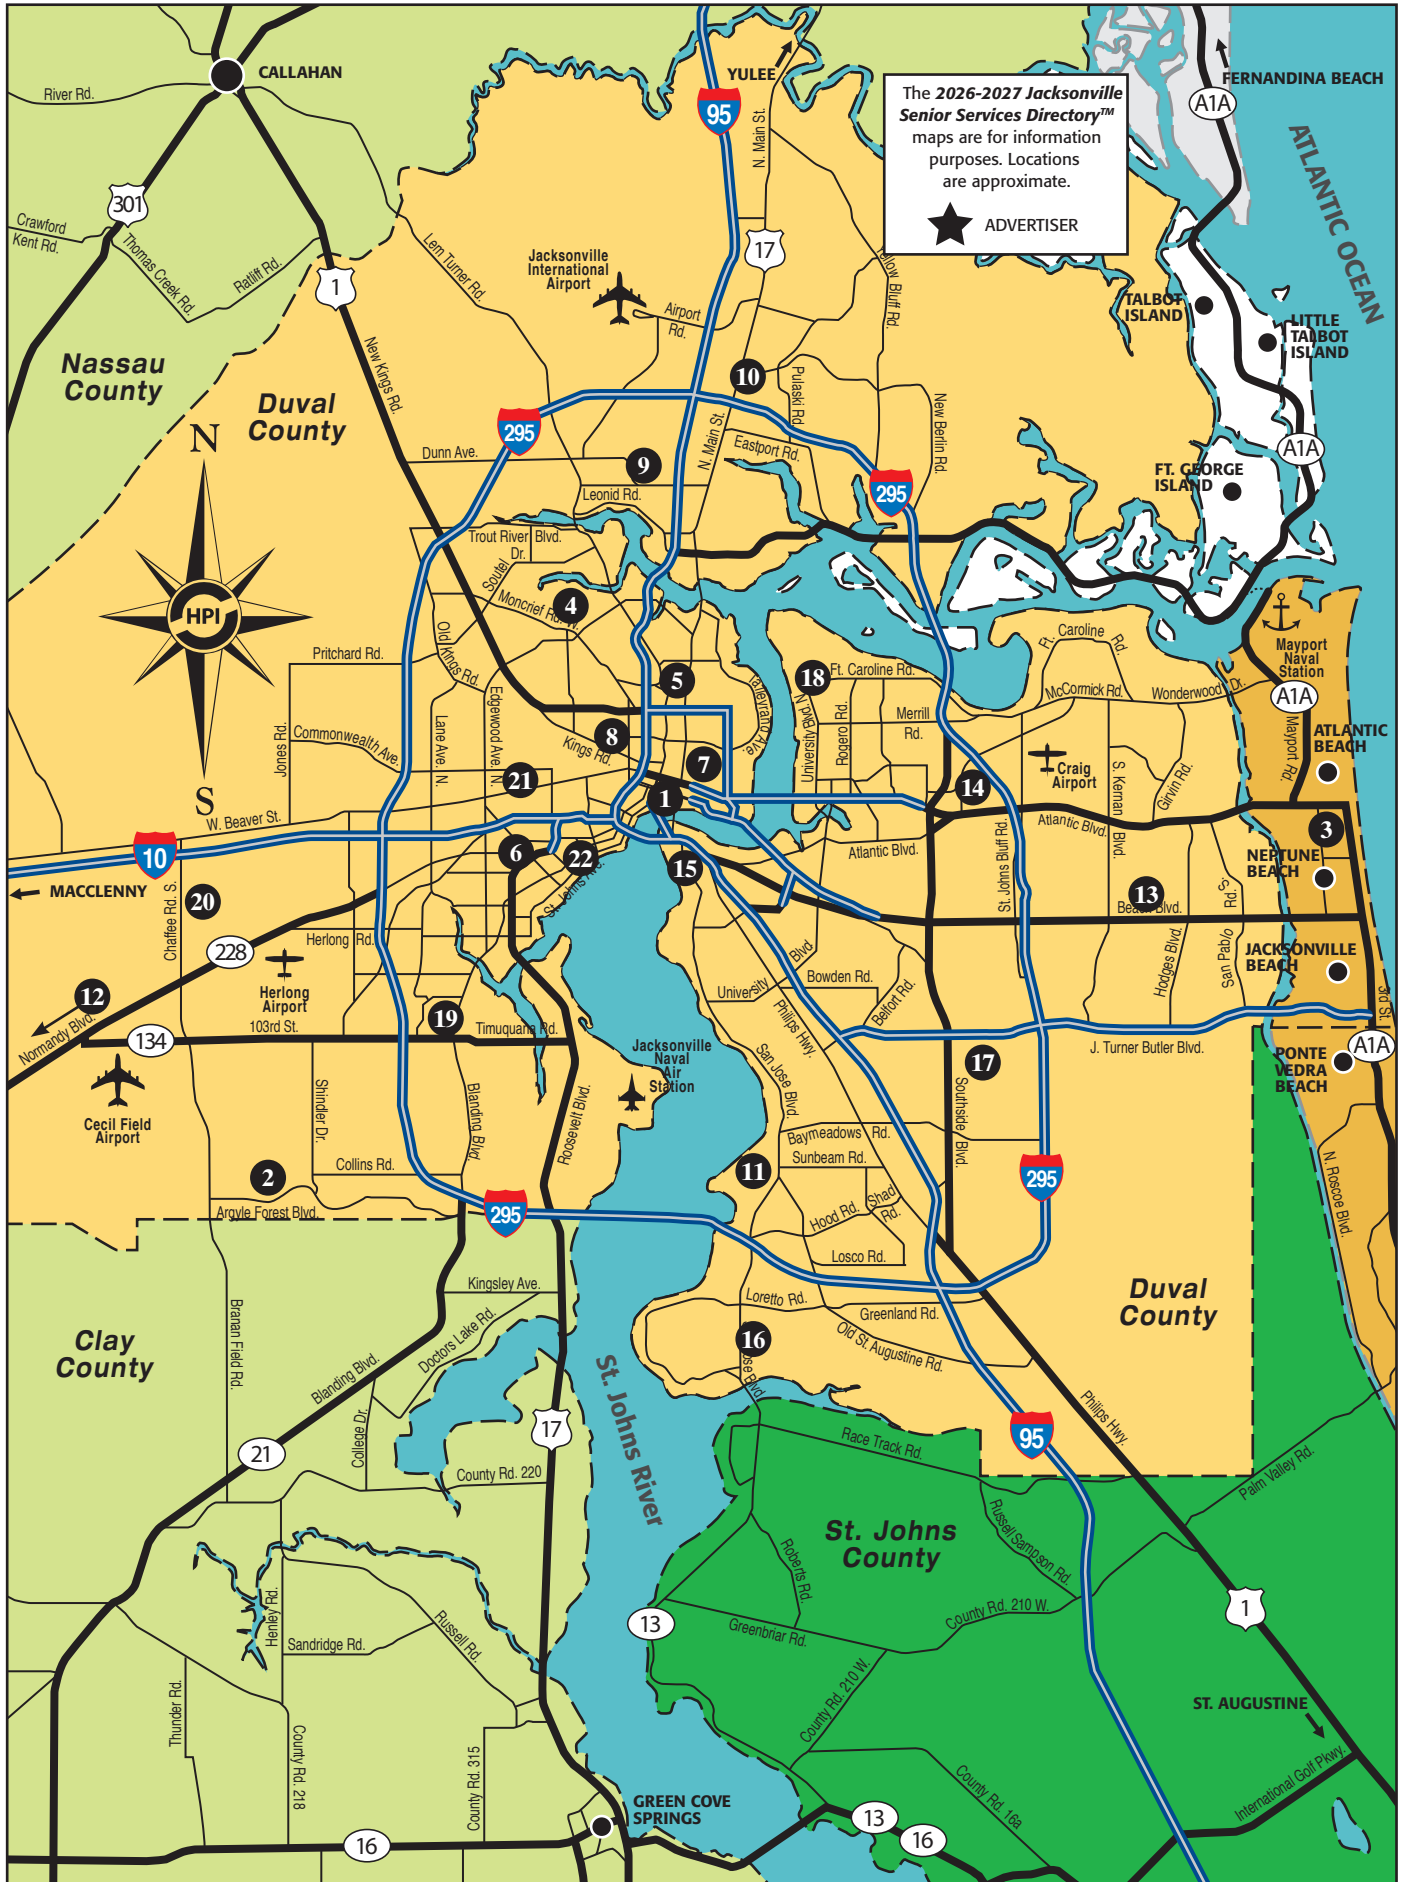 CALLAHAN
River Rd.
YULEE
95
N. Main St.
The 2026-2027 Jacksonville
Senior Services Directory™
maps are for information
purposes. Locations
are approximate.
ADVERTISER
FERNANDINA BEACH
A1A
ATLANTIC OCEAN
301
Crawford
Kent Rd.
Thomas Creek Rd.
Ratliff Rd.
1
Lem Turner Rd.
Jacksonville
International
Airport
Airport
Rd.
17
Yellow Bluff Rd.
TALBOT
ISLAND
LITTLE
TALBOT
ISLAND
Nassau
County
Duval
County
New Kings Rd.
N
295
10
Pulaski Rd.
New Berlin Rd.
N. Main St.
Eastport Rd.
Dunn Ave.
9
Leonid Rd.
295
A1A
FT. GEORGE
ISLAND
Trout River Blvd.
Soutel
Dr.
Moncrief Rd. W.
4
HPI
Old Kings Rd.
Pritchard Rd.
Edgewood Ave. N.
Lane Ave. N.
5
Talleyrand Ave.
18
Ft. Caroline Rd.
Ft. Caroline
Rd.
McCormick Rd.
Wonderwood Dr.
Mayport
Naval
Station
A1A
Mayport Rd.
ATLANTIC
BEACH
Merrill
Rd.
University Blvd. N.
Rogero Rd.
Jones Rd.
Commonwealth Ave.
8
Kings Rd.
7
21
1
14
Craig
Airport
S. Kernan
Blvd.
Girvin Rd.
S
W. Beaver St.
10
MACCLENNY
6
22
St. Johns Ave.
15
Atlantic Blvd.
Atlantic Blvd.
St. Johns Bluff Rd.
3
NEPTUNE
BEACH
13
Beach Blvd.
20
Chaffee Rd. S.
228
Herlong Rd.
Herlong
Airport
Hodges Blvd.
San Pablo
Rd.
S.
JACKSONVILLE
BEACH
3rd St.
12
Normandy Blvd.
134
103rd St.
19
Timuquana Rd.
University
Blvd.
Bowden Rd.
Belfort Rd.
Philips Hwy.
J. Turner Butler Blvd.
A1A
PONTE
VEDRA
BEACH
Cecil Field
Airport
Shindler Dr.
Blanding Blvd.
Roosevelt Blvd.
Jacksonville
Naval
Air
Station
San Jose Blvd.
17
Southside
Blvd.
Baymeadows Rd.
Sunbeam Rd.
2
Collins Rd.
Argyle Forest Blvd.
295
11
Hood Rd.
Shad
Rd.
Losco Rd.
295
N. Roscoe Blvd.
Kingsley Ave.
Loretto Rd.
Greenland Rd.
Old St. Augustine Rd.
Duval
County
Clay
County
Branan Field Rd.
Blanding Blvd.
Doctors Lake Rd.
College Dr.
16
St. Johns River
17
21
County Rd. 220
Race Track Rd.
95
Philips Hwy.
Palm Valley Rd.
St. Johns
County
Russell Sampson Rd.
Roberts Rd.
County Rd. 210 W.
Henley Rd.
Sandridge Rd.
Russell Rd.
13
Greenbriar Rd.
1
Thunder Rd.
County Rd. 218
County Rd. 315
County Rd. 210 W.
ST. AUGUSTINE
International Golf Pkwy.
County Rd. 16a
GREEN COVE
SPRINGS
16
13
16